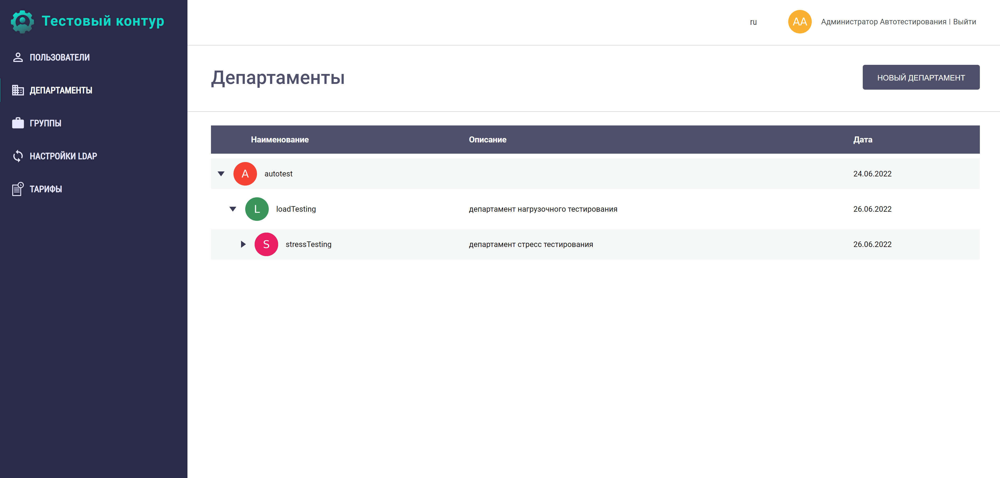 Тестовый контур
ru
AA
Администратор Автотестирования | Выйти
ПОЛЬЗОВАТЕЛИ
ДЕПАРТАМЕНТЫ
ГРУППЫ
НАСТРОЙКИ LDAP
ТАРИФЫ
Департаменты
НОВЫЙ ДЕПАРТАМЕНТ
Наименование Описание Дата
A autotest 24.06.2022
L loadTesting департамент нагрузочного тестирования 26.06.2022
S stressTesting департамент стресс тестирования 26.06.2022